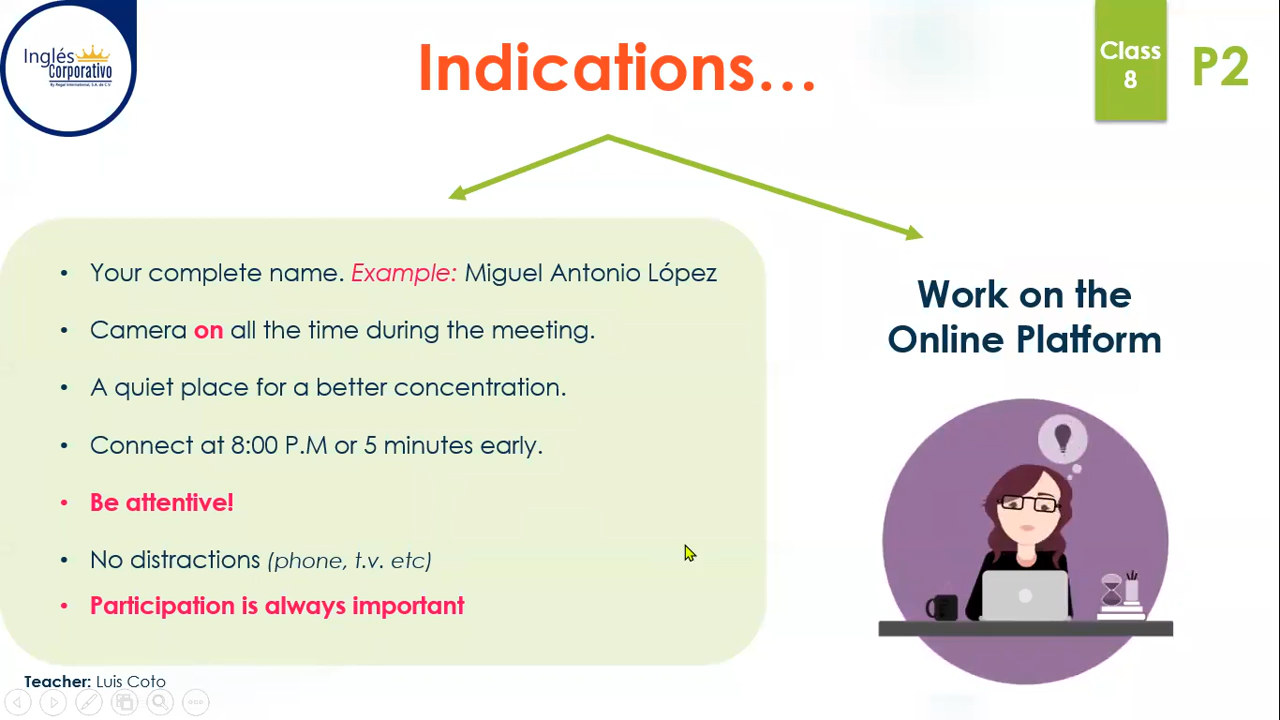 Inglés
Corporativo
By Regal International, S.A. de C.V
Indications...
Class
8
P2
• Your complete name. Example: Miguel Antonio López
• Camera on all the time during the meeting.
• A quiet place for a better concentration.
• Connect at 8:00 P.M or 5 minutes early.
• Be attentive!
• No distractions (phone, t.v. etc)
• Participation is always important
Work on the
Online Platform
Teacher: Luis Coto